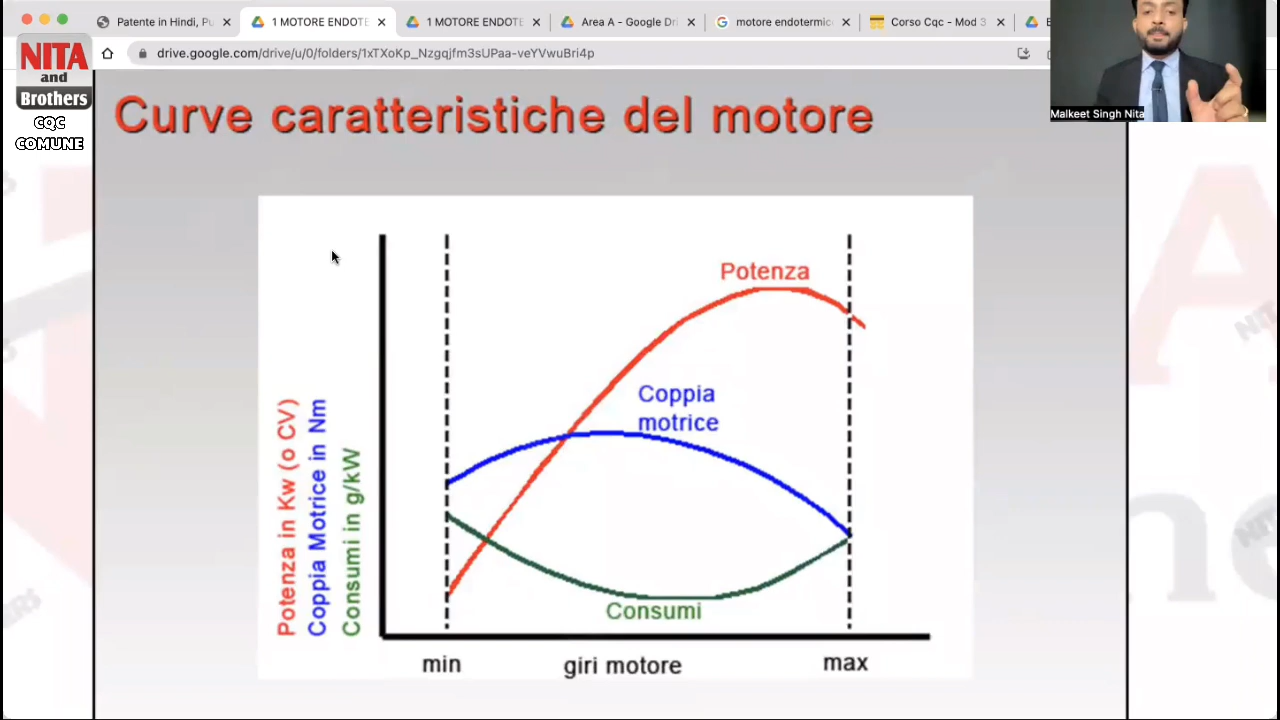 Patente in Hindi, Pu
1 MOTORE ENDOTE
1 MOTORE ENDOTE
Area A - Google Dri
motore endotermic
Corso Cqc - Mod 3
drive.google.com/drive/u/0/folders/1xTXoKp_Nzgqjfm3sUPaa-veYVwuBri4p
NITA
and
Brothers
CQC
COMUNE
Malkeet Singh Nita
Curve caratteristiche del motore
Potenza
Coppia
motrice
Consumi
Potenza in Kw (o CV)
Coppia Motrice in Nm
Consumi in g/kW
min
giri motore
max